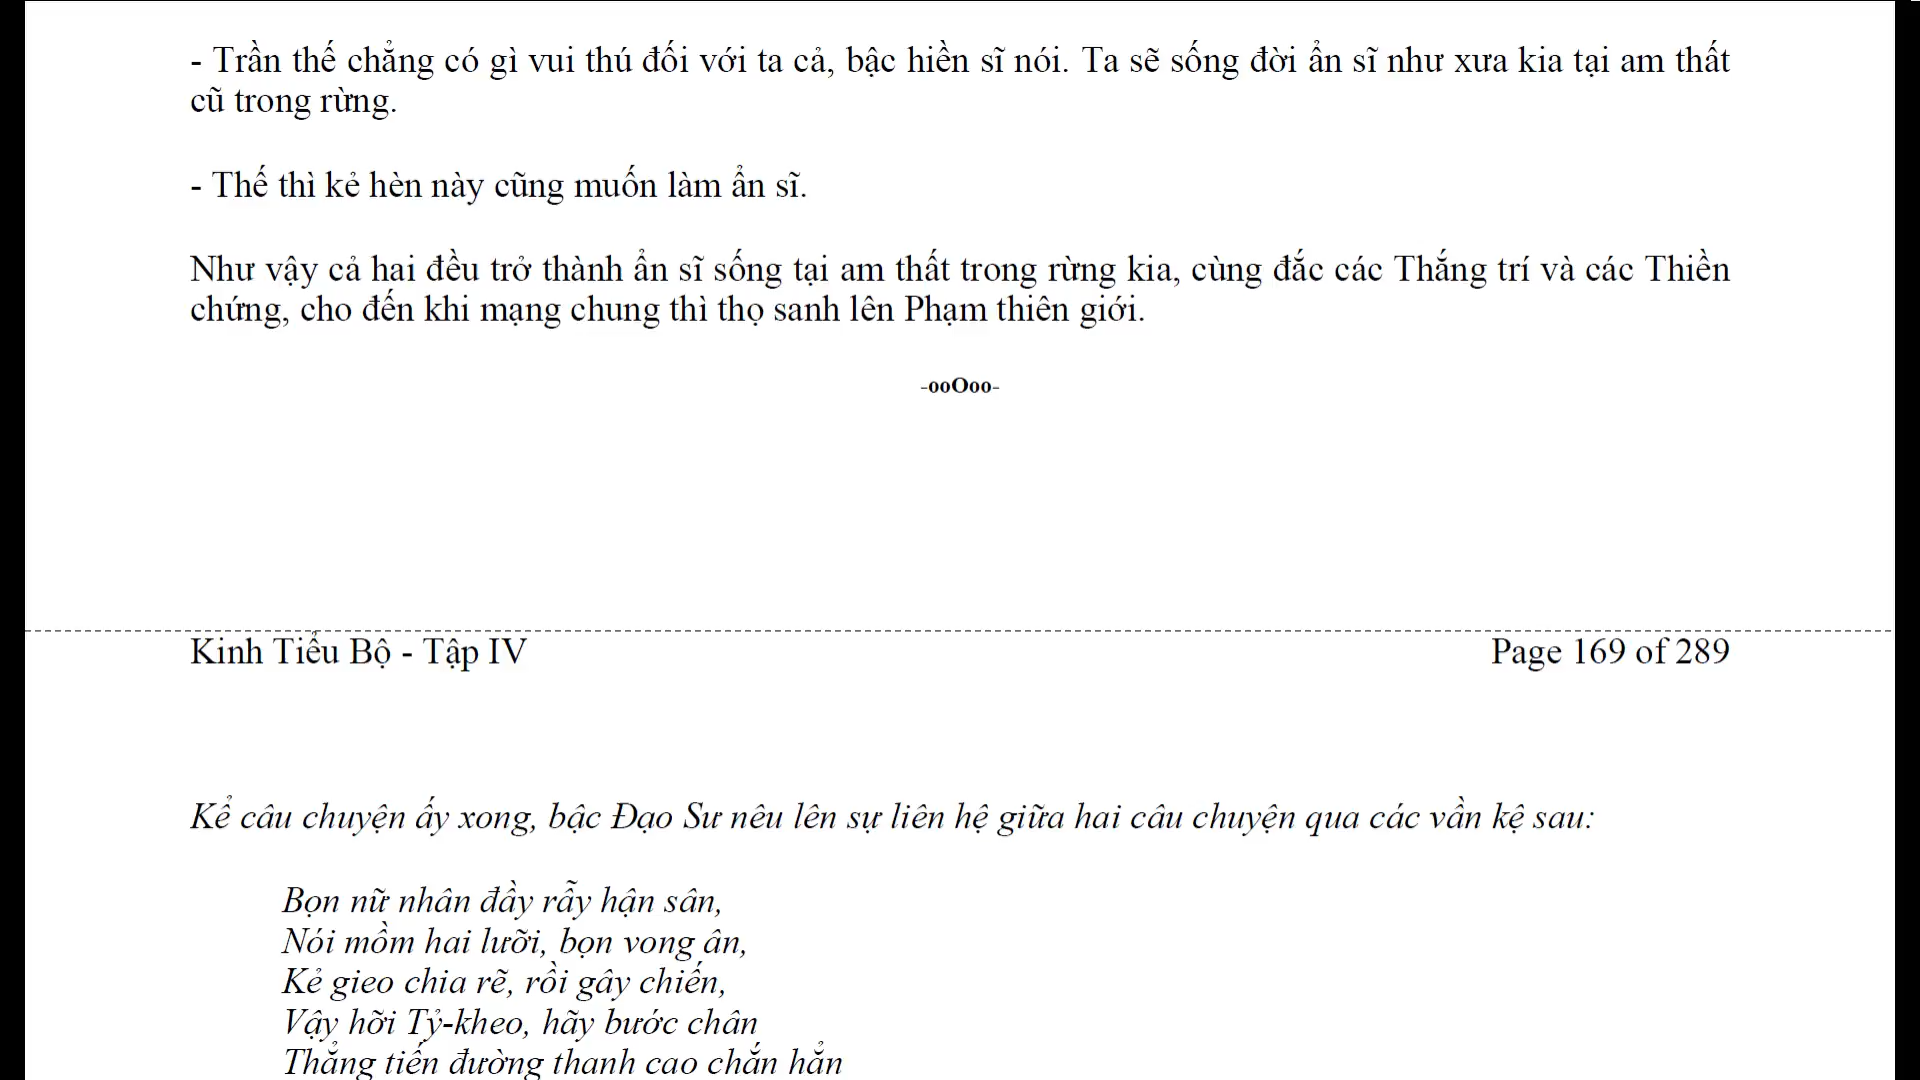 - Trần thế chẳng có gì vui thú đối với ta cả, bậc hiền sĩ nói. Ta sẽ sống đời ẩn sĩ như xưa kia tại am thất
cũ trong rừng.
- Thế thì kẻ hèn này cũng muốn làm ẩn sĩ.
Như vậy cả hai đều trở thành ẩn sĩ sống tại am thất trong rừng kia, cùng đắc các Thắng trí và các Thiền
chứng, cho đến khi mạng chung thì thọ sanh lên Phạm thiên giới.
-ooOoo-
Kinh Tiểu Bộ - Tập IV Page 169 of 289
Kể câu chuyện ấy xong, bậc Đạo Sư nêu lên sự liên hệ giữa hai câu chuyện qua các vần kệ sau:
Bọn nữ nhân đầy rẫy hận sân,
Nói mồm hai lưỡi, bọn vong ân,
Kẻ gieo chia rẽ, rồi gây chiến,
Vậy hỡi Tỷ-kheo, hãy bước chân
Thẳng tiến đường thanh cao chắn hẳn